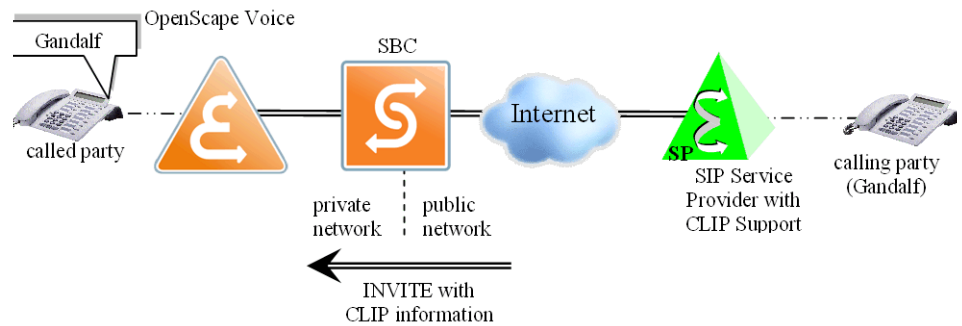 OpenScape Voice
Gandalf
SBC
Internet
called party
SP
SIP Service
Provider with
CLIP Support
calling party
(Gandalf)
private
network
public
network
INVITE with
CLIP information